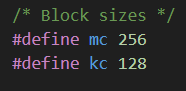 /* Block sizes */
#define mc 256
#define kc 128